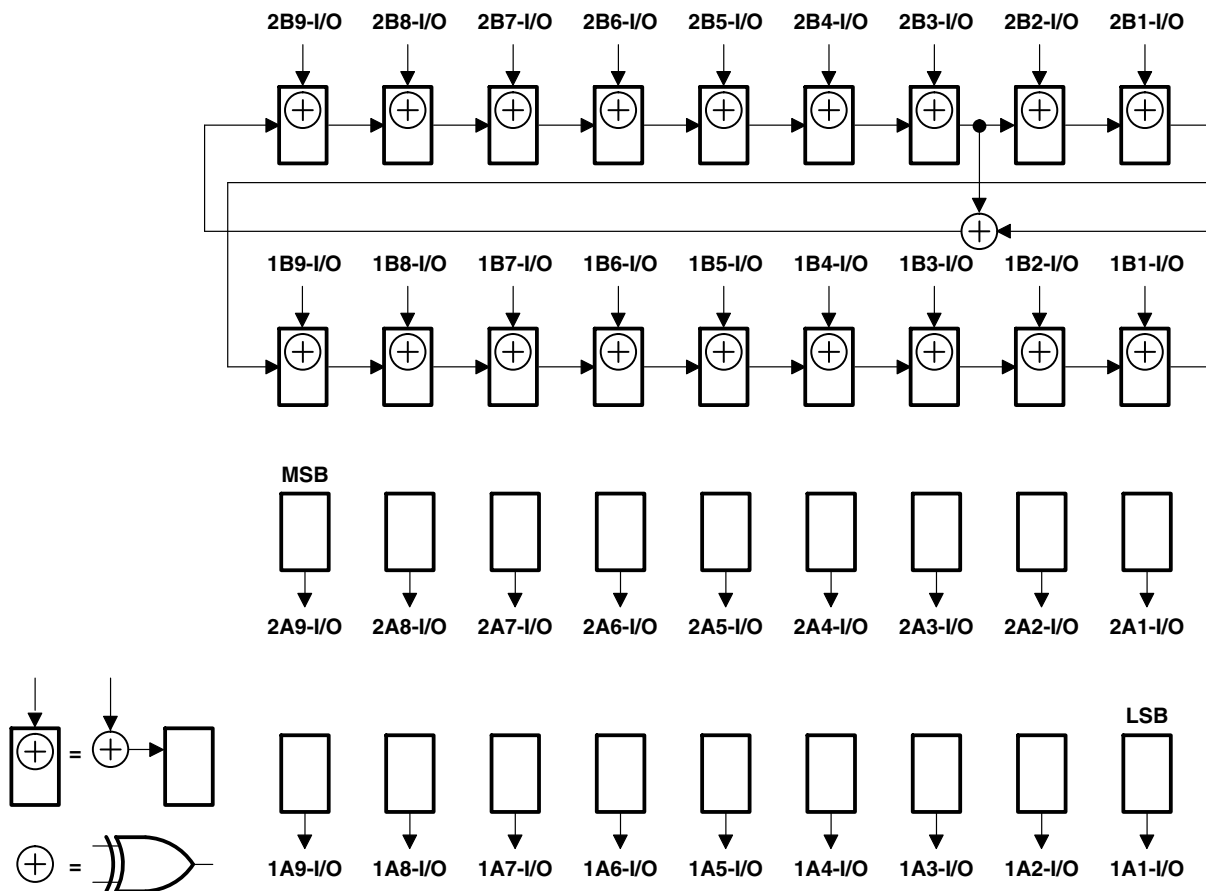 2B9-I/O 2B8-I/O 2B7-I/O 2B6-I/O 2B5-I/O 2B4-I/O 2B3-I/O 2B2-I/O 2B1-I/O
1B9-I/O 1B8-I/O 1B7-I/O 1B6-I/O 1B5-I/O 1B4-I/O 1B3-I/O 1B2-I/O 1B1-I/O
MSB
2A9-I/O 2A8-I/O 2A7-I/O 2A6-I/O 2A5-I/O 2A4-I/O 2A3-I/O 2A2-I/O 2A1-I/O
LSB
=
=
1A9-I/O 1A8-I/O 1A7-I/O 1A6-I/O 1A5-I/O 1A4-I/O 1A3-I/O 1A2-I/O 1A1-I/O